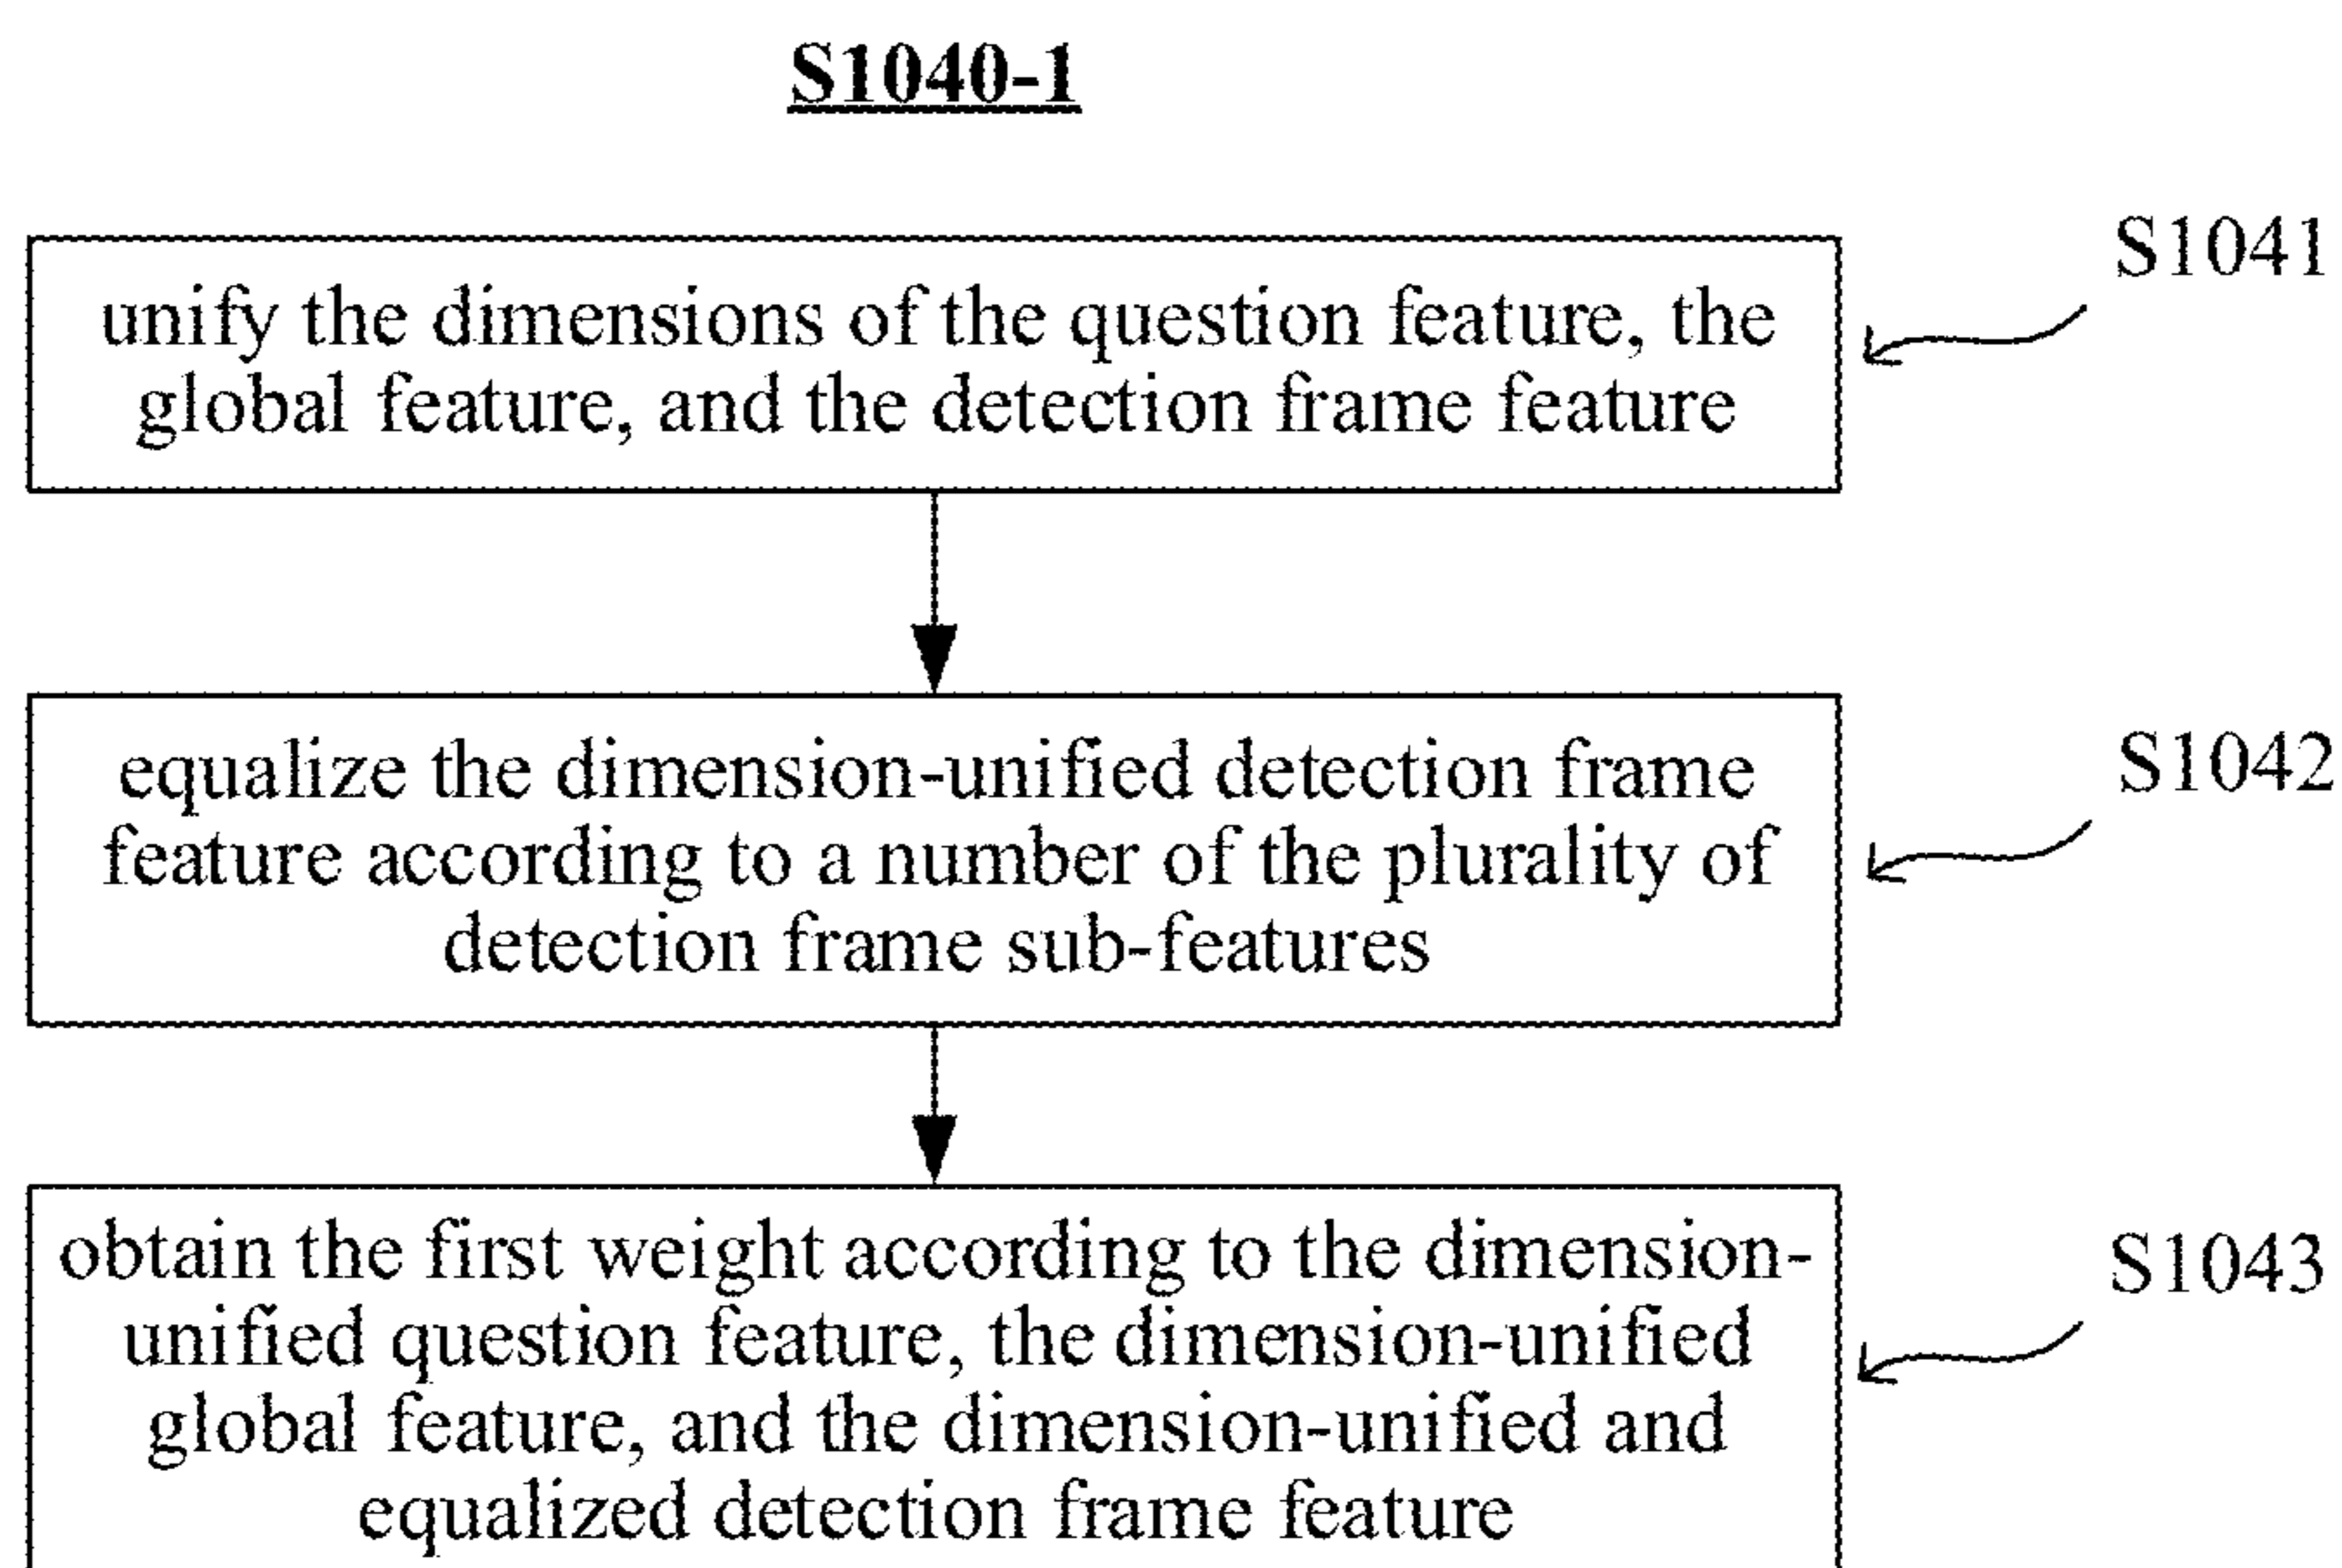 S1040-1
S1041
unify the dimensions of the question feature, the
global feature, and the detection frame feature
S1042
equalize the dimension-unified detection frame
feature according to a number of the plurality of
detection frame sub-features
S1043
obtain the first weight according to the dimension-
unified question feature, the dimension-unified
global feature, and the dimension-unified and
equalized detection frame feature